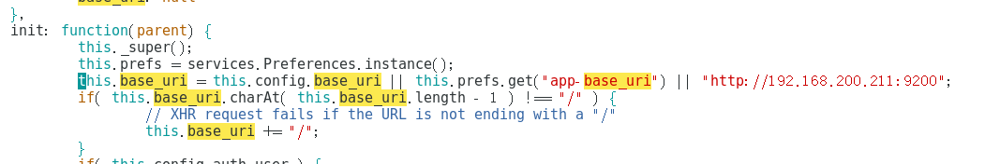 base_uri: null
},
init: function(parent) {
this._super();
this.prefs = services.Preferences.instance();
this.base_uri = this.config.base_uri || this.prefs.get("app-base_uri") || "http://192.168.200.211:9200";
if( this.base_uri.charAt( this.base_uri.length - 1 ) !== "/" ) {
// XHR request fails if the URL is not ending with a "/"
this.base_uri += "/";
}
if( this.config.auth_user ) {